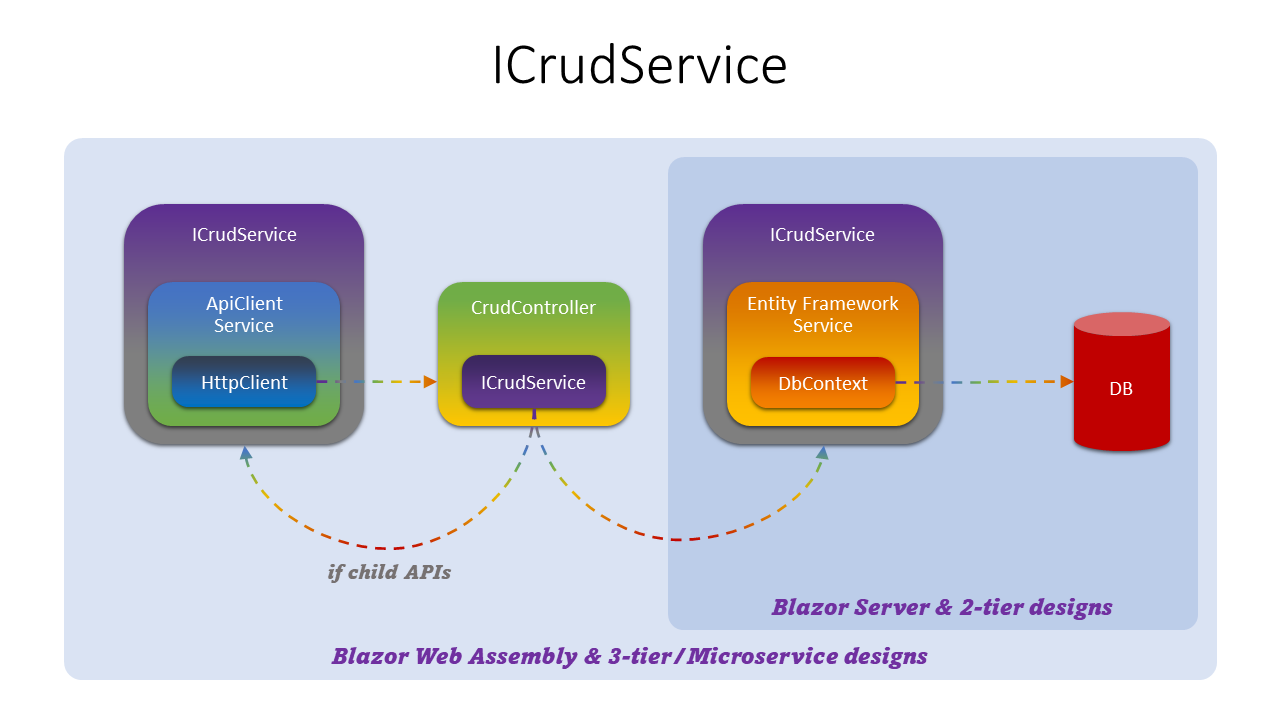 ICrudService
ICrudService
ApiClient
Service
HttpClient
CrudController
ICrudService
ICrudService
Entity Framework
Service
DbContext
DB
if child APIs
Blazor Server & 2-tier designs
Blazor Web Assembly & 3-tier/Microservice designs